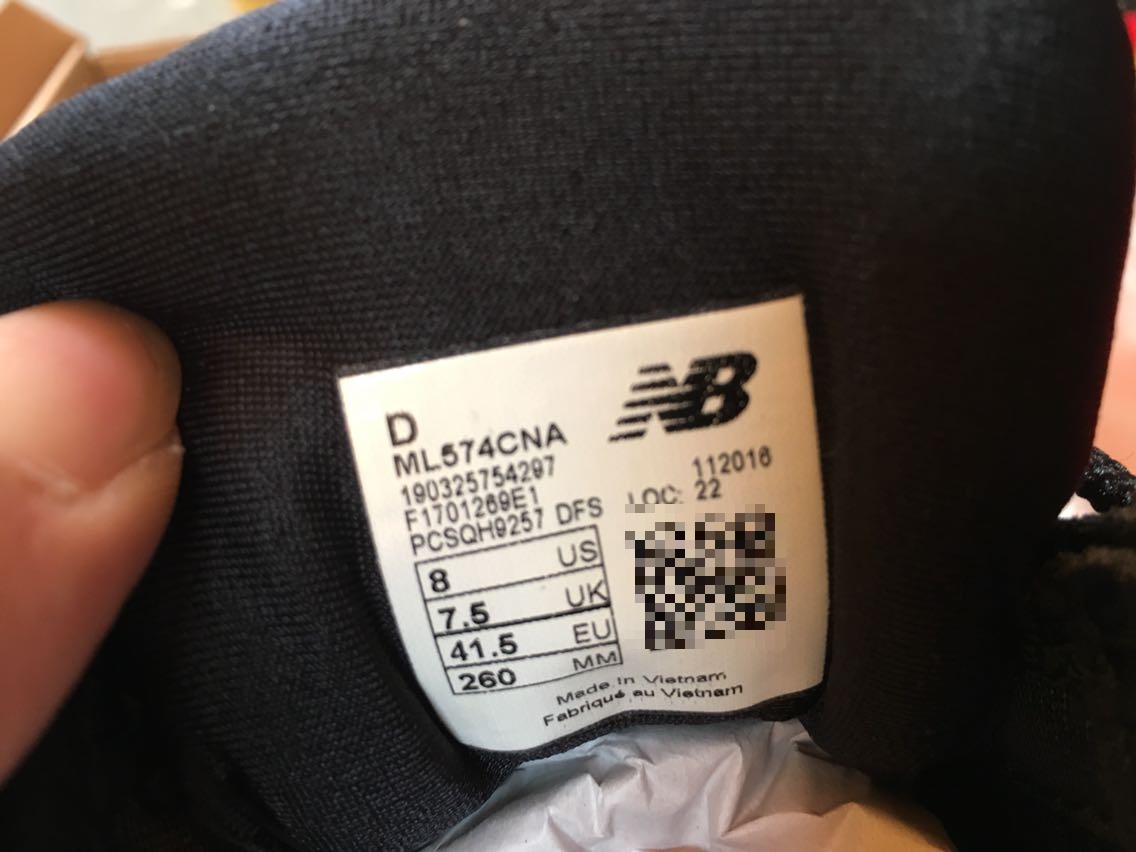 NB
D
ML574CNA
190325754297
112016
F1701269E1
LOC: 22
PCSQH9257 DFS
8 US
7.5 UK
41.5 EU
260 MM
Made in Vietnam
Fabriqué au Vietnam